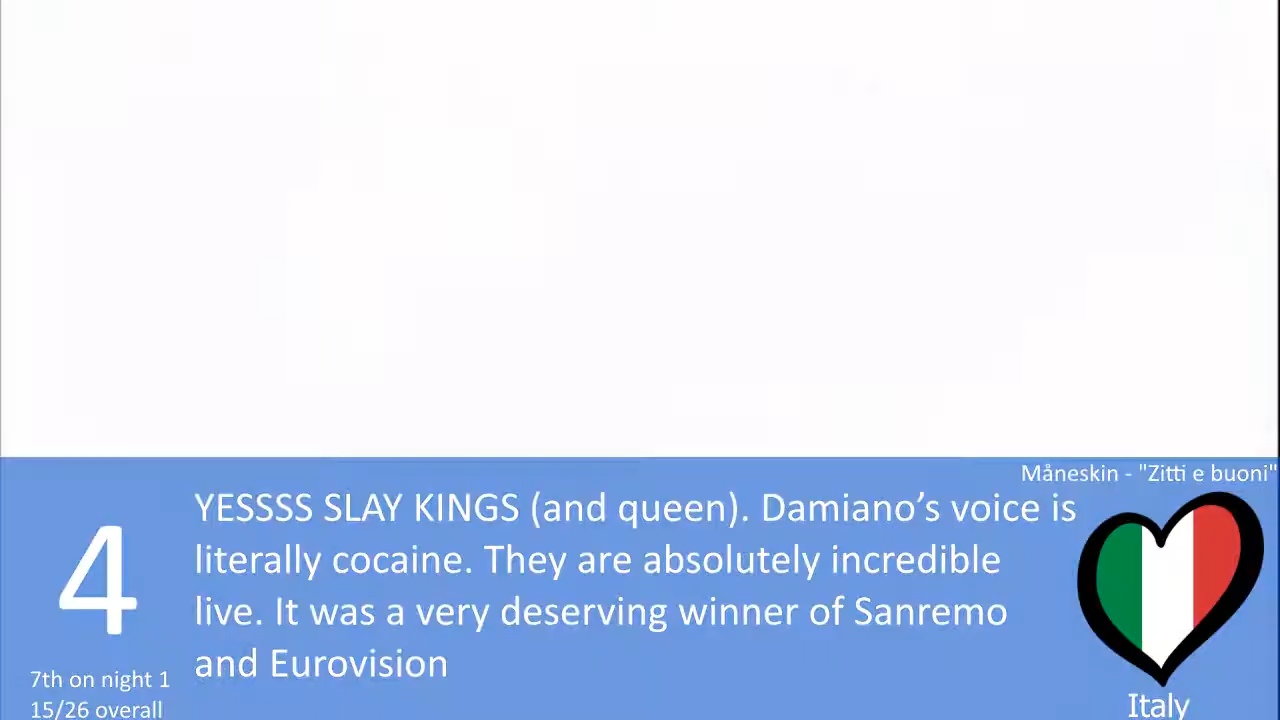 Måneskin - "Zitti e buoni"
YESSSS SLAY KINGS (and queen). Damiano’s voice is
literally cocaine. They are absolutely incredible
live. It was a very deserving winner of Sanremo
and Eurovision
4
7th on night 1
15/26 overall
Italy